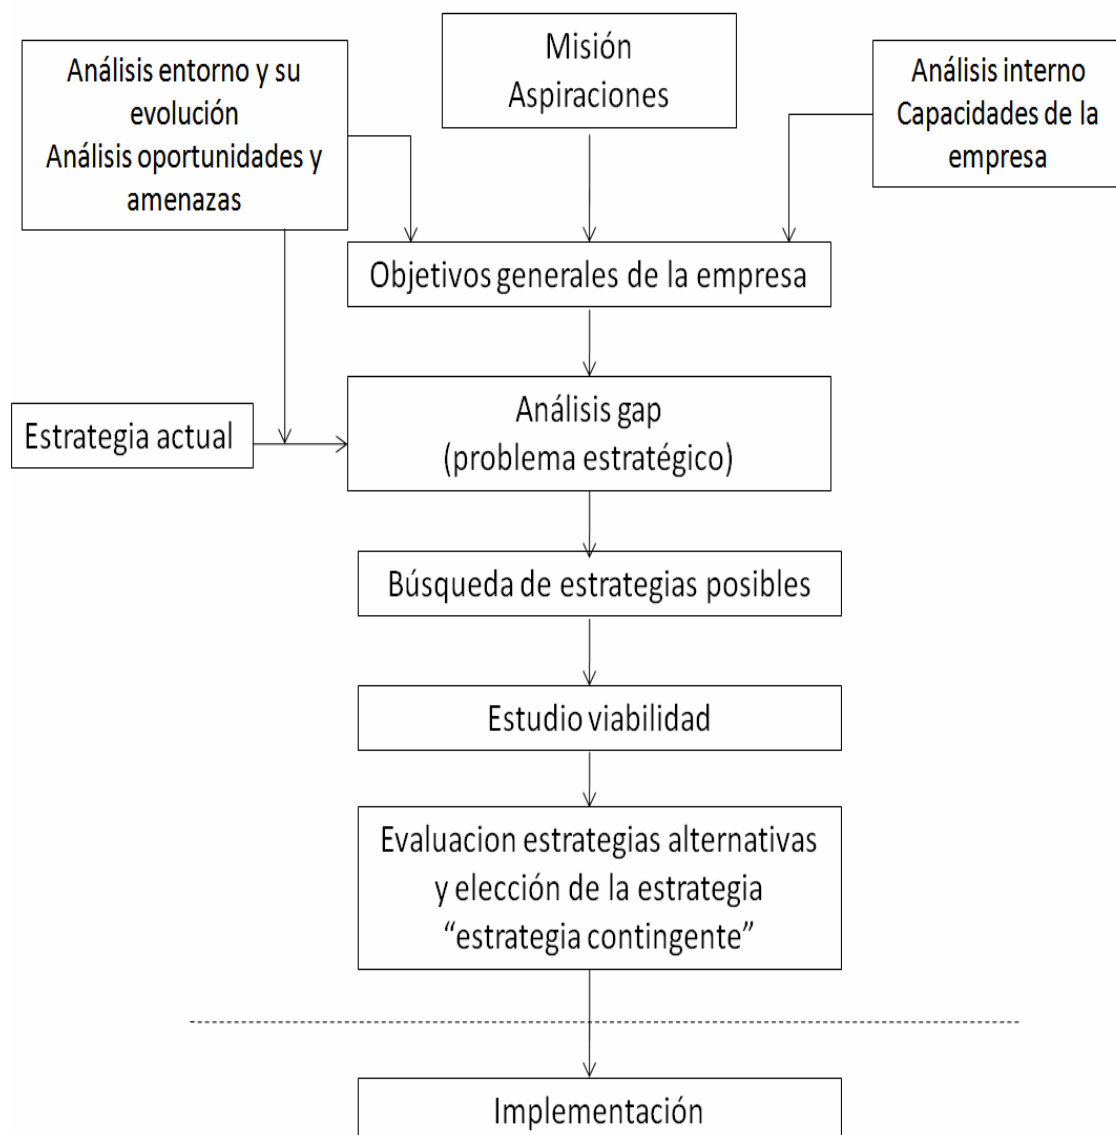 Análisis entorno y su
evolución
Análisis oportunidades y
amenazas
Misión
Aspiraciones
Análisis interno
Capacidades de la
empresa
Objetivos generales de la empresa
Estrategia actual
Análisis gap
(problema estratégico)
Búsqueda de estrategias posibles
Estudio viabilidad
Evaluacion estrategias alternativas
y elección de la estrategia
“estrategia contingente”
Implementación